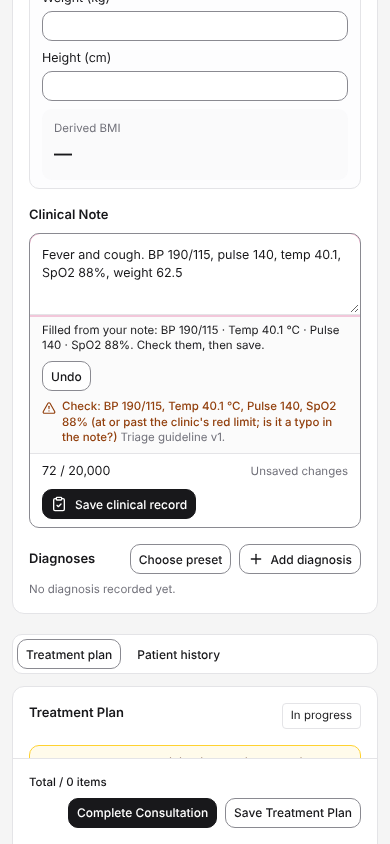 Height (cm)
Derived BMI
—
Clinical Note
Fever and cough. BP 190/115, pulse 140, temp 40.1,
SpO2 88%, weight 62.5
Filled from your note: BP 190/115 · Temp 40.1 °C · Pulse
140 · SpO2 88%. Check them, then save.
Undo
Check: BP 190/115, Temp 40.1 °C, Pulse 140, SpO2
88% (at or past the clinic's red limit; is it a typo in
the note?) Triage guideline v1.
72 / 20,000 Unsaved changes
Save clinical record
Diagnoses Choose preset Add diagnosis
No diagnosis recorded yet.
Treatment plan Patient history
Treatment Plan In progress
Total / 0 items
Complete Consultation Save Treatment Plan